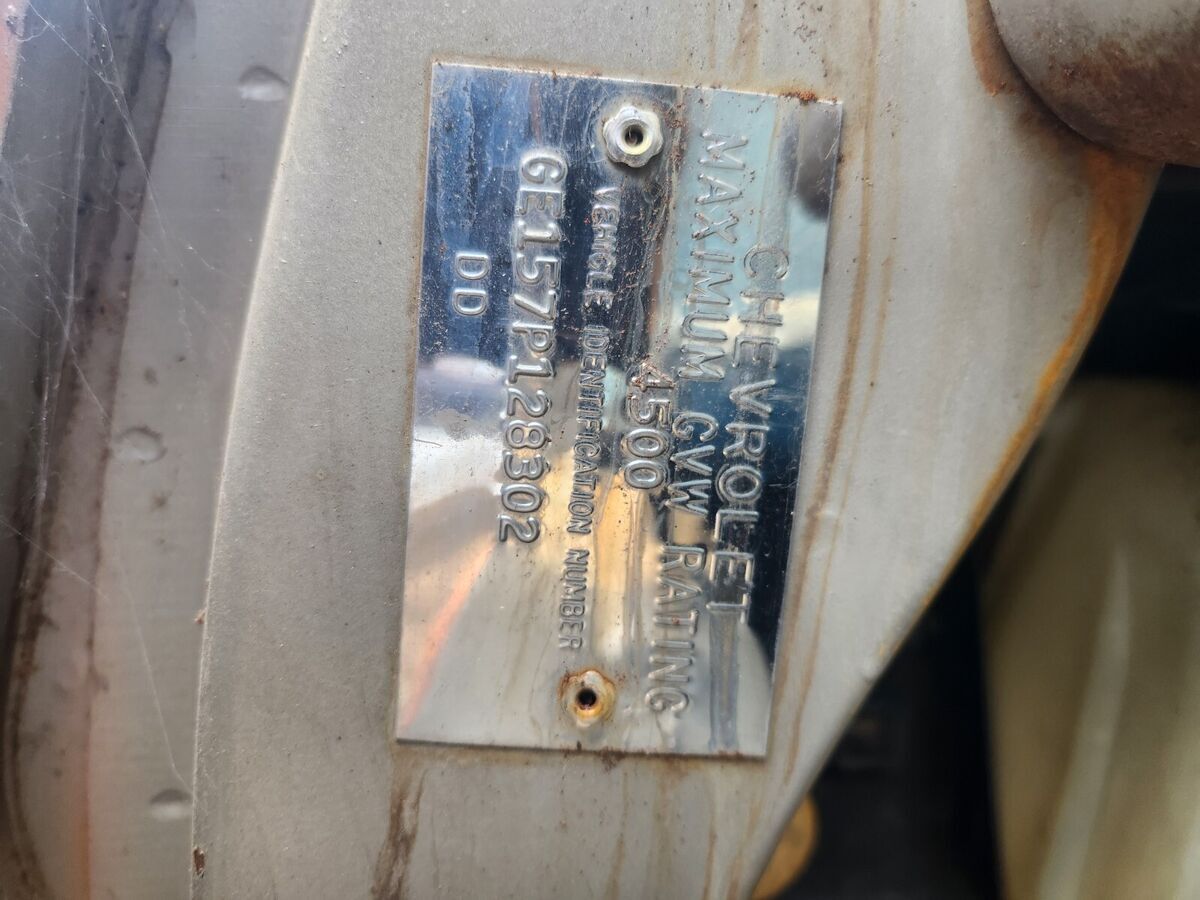 CHEVROLET
MAXIMUM GVW RATING
4500
VEHICLE IDENTIFICATION NUMBER
GE157P128302
DD